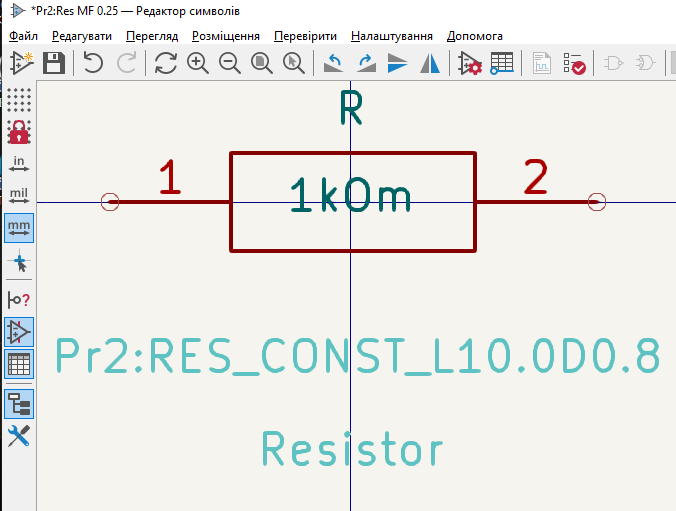 *Pr2:Res MF 0.25 — Редактор символів
Файл Редагувати Перегляд Розміщення Перевірити Налаштування Допомога
in
mil
mm
R
1 2
1kOm
Pr2:RES_CONST_L10.0D0.8
Resistor